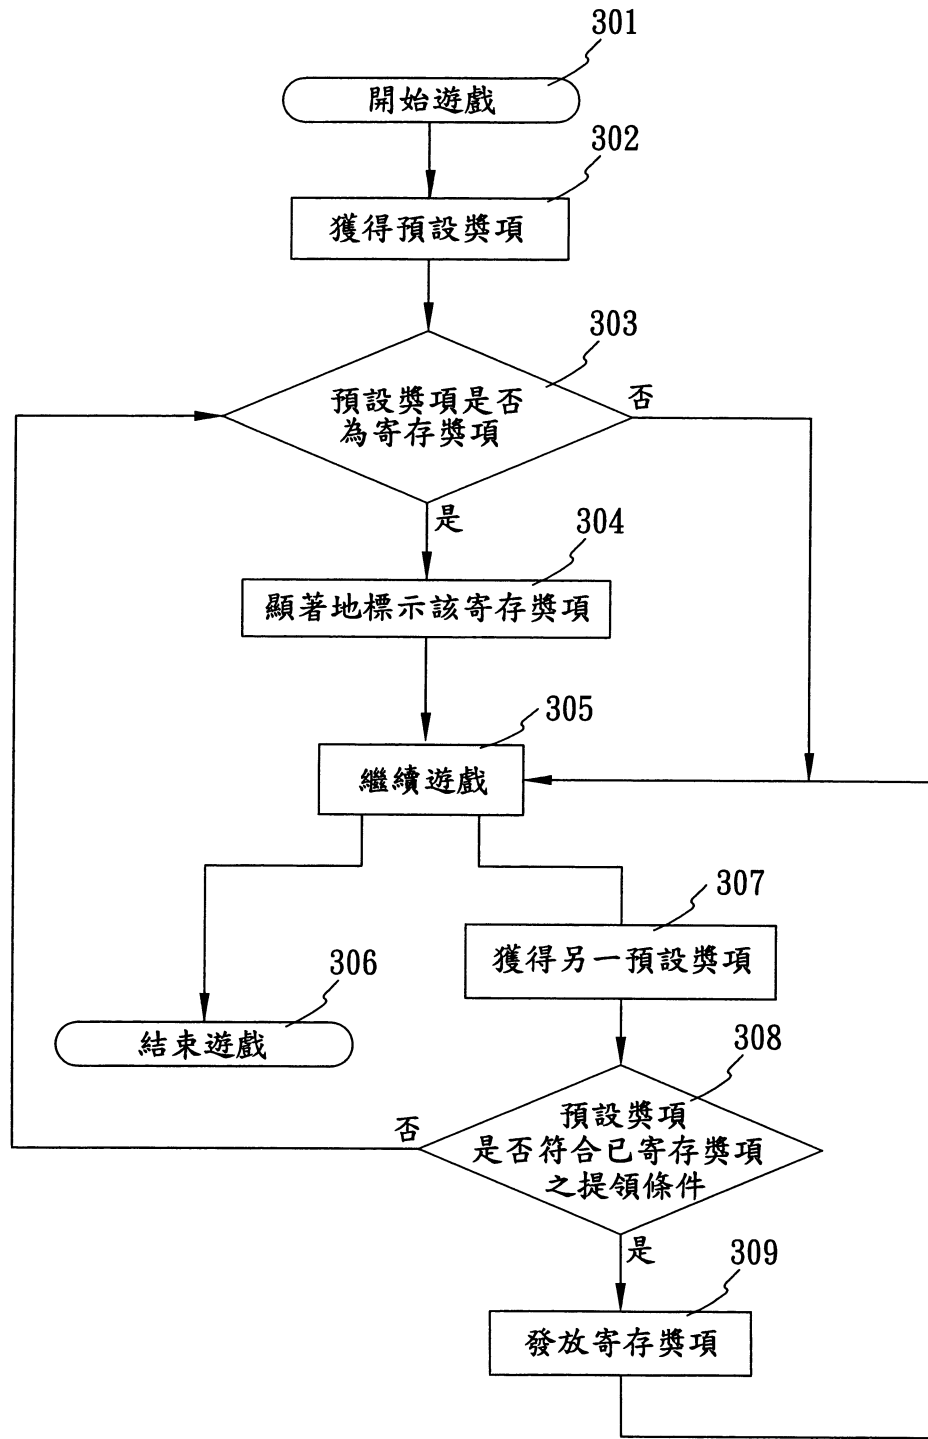 301
開始遊戲
302
獲得預設獎項
303
預設獎項是否
為寄存獎項
否
是
304
顯著地標示該寄存獎項
305
繼續遊戲
307
獲得另一預設獎項
306
結束遊戲
308
預設獎項
是否符合已寄存獎項
之提領條件
否
是
309
發放寄存獎項